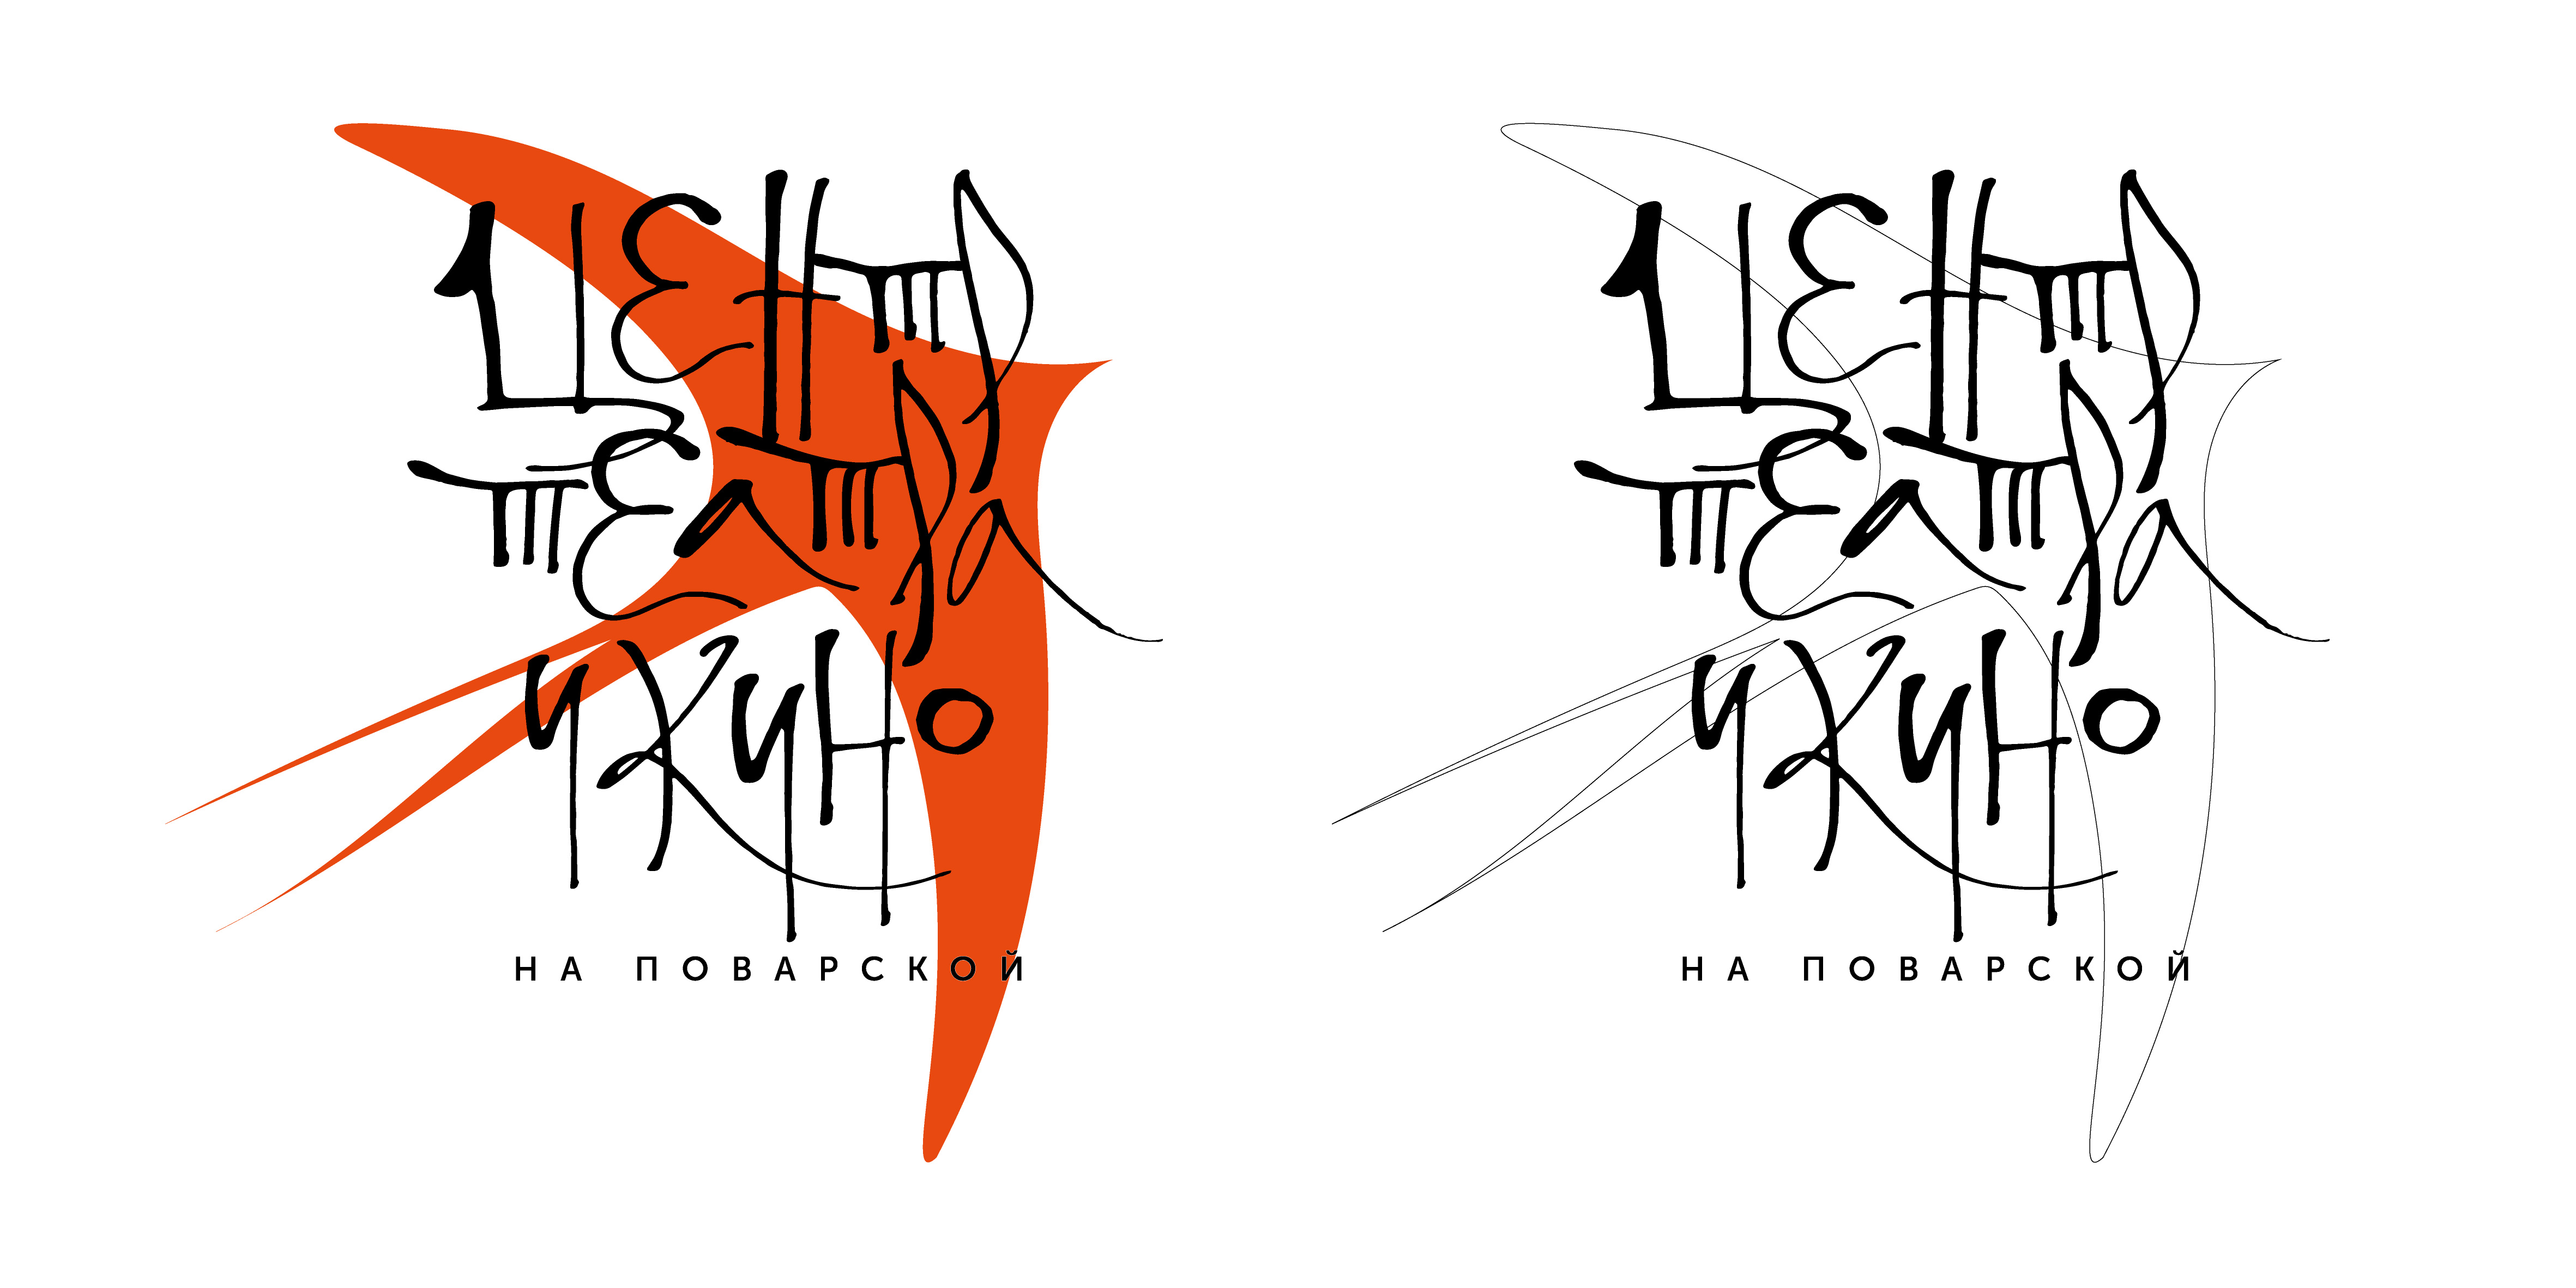 ЦЕНТР
ТЕАТРА
И КИНО
НА ПОВАРСКОЙ
ЦЕНТР
ТЕАТРА
И КИНО
НА ПОВАРСКОЙ